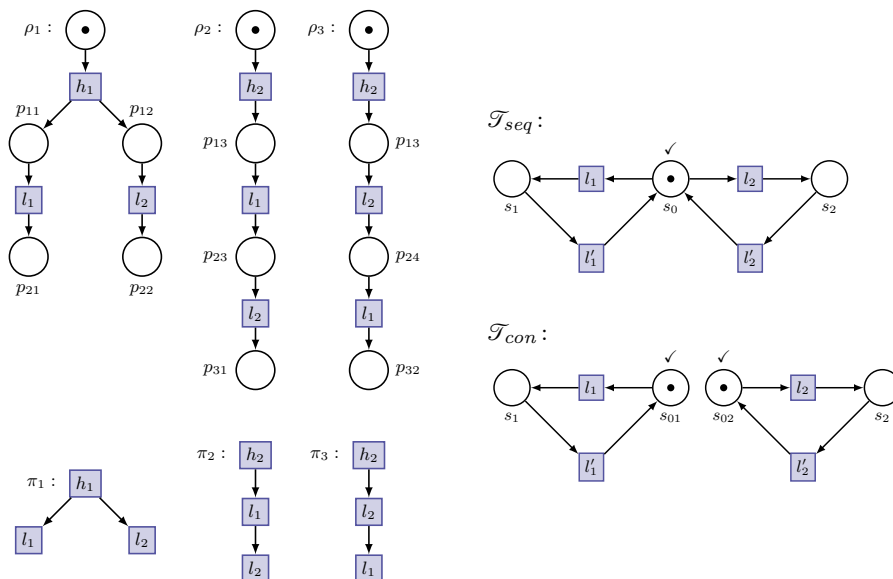 ρ₁ : ρ₂ : ρ₃ :
h₁ h₂ h₂
p₁₁ p₁₂ p₁₃ p₁₃
l₁ l₂ l₁ l₂
p₂₁ p₂₂ p₂₃ p₂₄
l₂ l₁
p₃₁ p₃₂
π₁ : h₁ π₂ : h₂ π₃ : h₂
l₁ l₂ l₁ l₂
l₂ l₁
𝒯seq :
✓
l₁ l₂
s₁ s₀ s₂
l′₁ l′₂
𝒯con :
✓ ✓
l₁ l₂
s₁ s₀₁ s₀₂ s₂
l′₁ l′₂